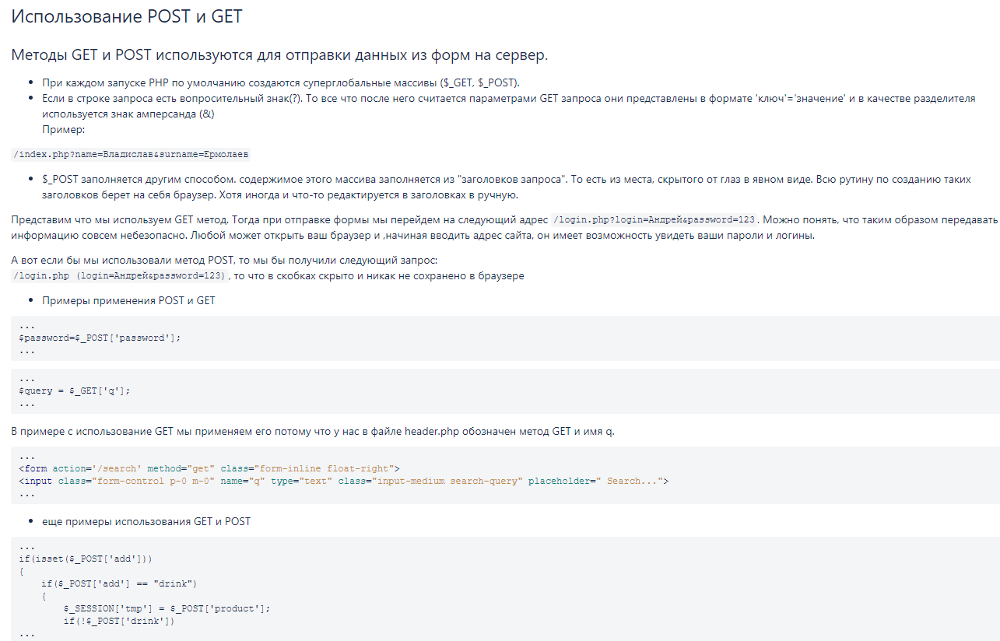 Использование POST и GET
Методы GET и POST используются для отправки данных из форм на сервер.
• При каждом запуске PHP по умолчанию создаются суперглобальные массивы ($_GET, $_POST).
• Если в строке запроса есть вопросительный знак(?). То все что после него считается параметрами GET запроса они представлены в формате 'ключ'='значение' и в качестве разделителя
используется знак амперсанда (&)
Пример:
/index.php?name=Владислав&surname=Ермолаев
• $_POST заполняется другим способом. содержимое этого массива заполняется из "заголовков запроса". То есть из места, скрытого от глаз в явном виде. Всю рутину по созданию таких
заголовков берет на себя браузер. Хотя иногда и что-то редактируется в заголовках в ручную.
Представим что мы используем GET метод. Тогда при отправке формы мы перейдем на следующий адрес /login.php?login=Андрей&password=123. Можно понять, что таким образом передавать
информацию совсем небезопасно. Любой может открыть ваш браузер и ,начиная вводить адрес сайта, он имеет возможность увидеть ваши пароли и логины.
А вот если бы мы использовали метод POST, то мы бы получили следующий запрос:
/login.php (login=Андрей&password=123), то что в скобках скрыто и никак не сохранено в браузере
• Примеры применения POST и GET
...
$password=$_POST['password'];
...
...
$query = $_GET['q'];
...
В примере с использование GET мы применяем его потому что у нас в файле header.php обозначен метод GET и имя q.
...
<form action='/search' method="get" class="form-inline float-right">
<input class="form-control p-0 m-0" name="q" type="text" class="input-medium search-query" placeholder=" Search...">
...
• еще примеры использования GET и POST
...
if(isset($_POST['add']))
{
    if($_POST['add'] == "drink")
    {
        $_SESSION['tmp'] = $_POST['product'];
        if(!$_POST['drink'])
...